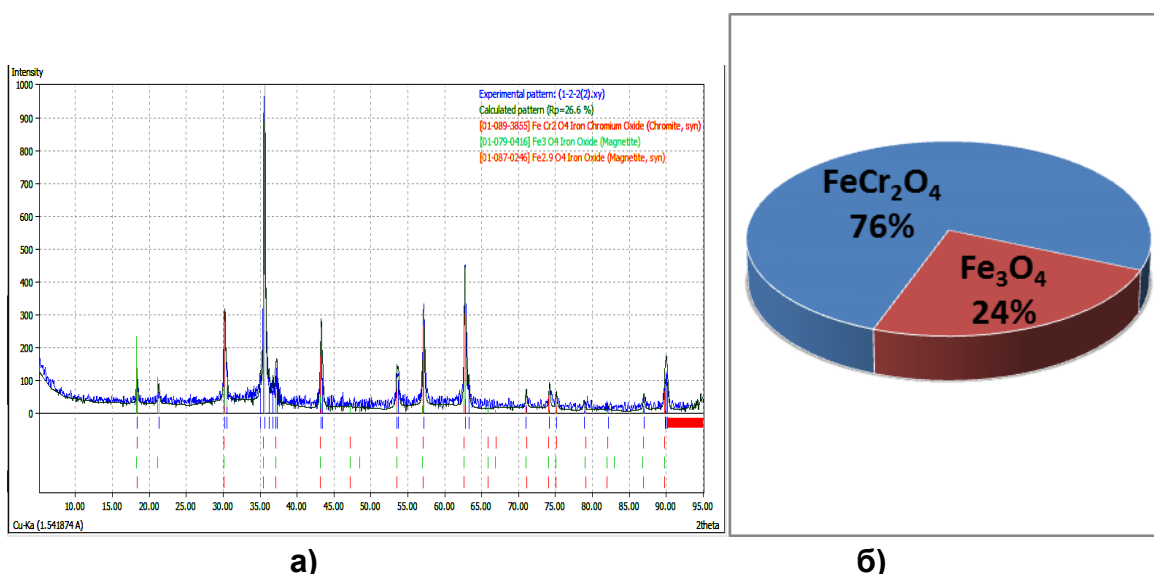 Intensity
1000
900
800
700
600
500
400
300
200
100
0
Experimental pattern: (1-2-2(2).xy)
Calculated pattern (Rp=26.6 %)
[01-089-3855] Fe Cr2 O4 Iron Chromium Oxide (Chromite, syn)
[01-079-0416] Fe3 O4 Iron Oxide (Magnetite)
[01-087-0246] Fe2.9 O4 Iron Oxide (Magnetite, syn)
10.00 15.00 20.00 25.00 30.00 35.00 40.00 45.00 50.00 55.00 60.00 65.00 70.00 75.00 80.00 85.00 90.00 95.00
Cu-Ka (1.541874 A) 2theta
FeCr₂O₄
76%
Fe₃O₄
24%
а) б)